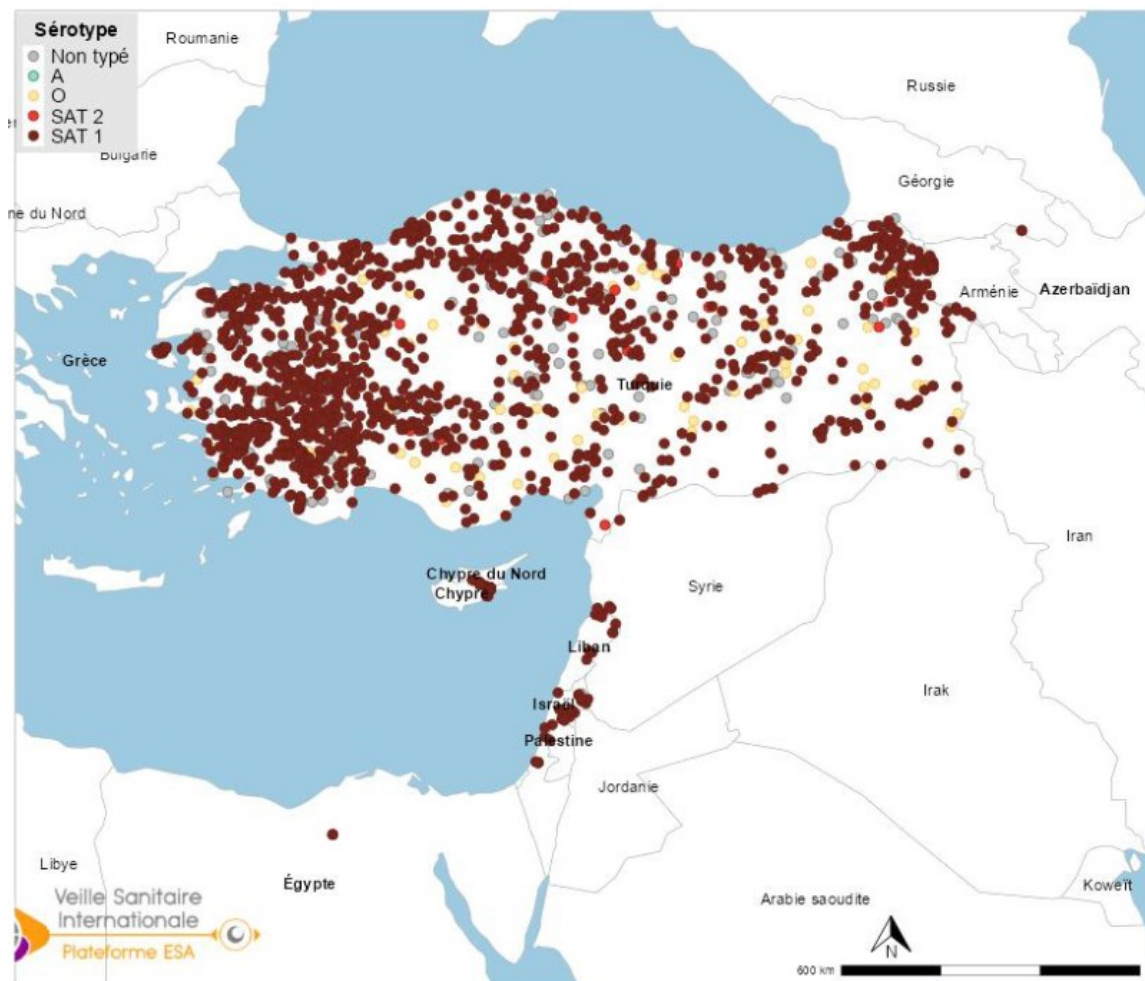 Sérotype
Non typé
A
O
SAT 2
SAT 1
Roumanie
Russie
Bulgarie
Géorgie
ne du Nord
Arménie
Azerbaïdjan
Grèce
Turquie
Iran
Chypre du Nord
Chypre
Syrie
Liban
Irak
Israël
Palestine
Jordanie
Libye
Égypte
Koweït
Arabie saoudite
Veille Sanitaire
Internationale
Plateforme ESA
N
600 km